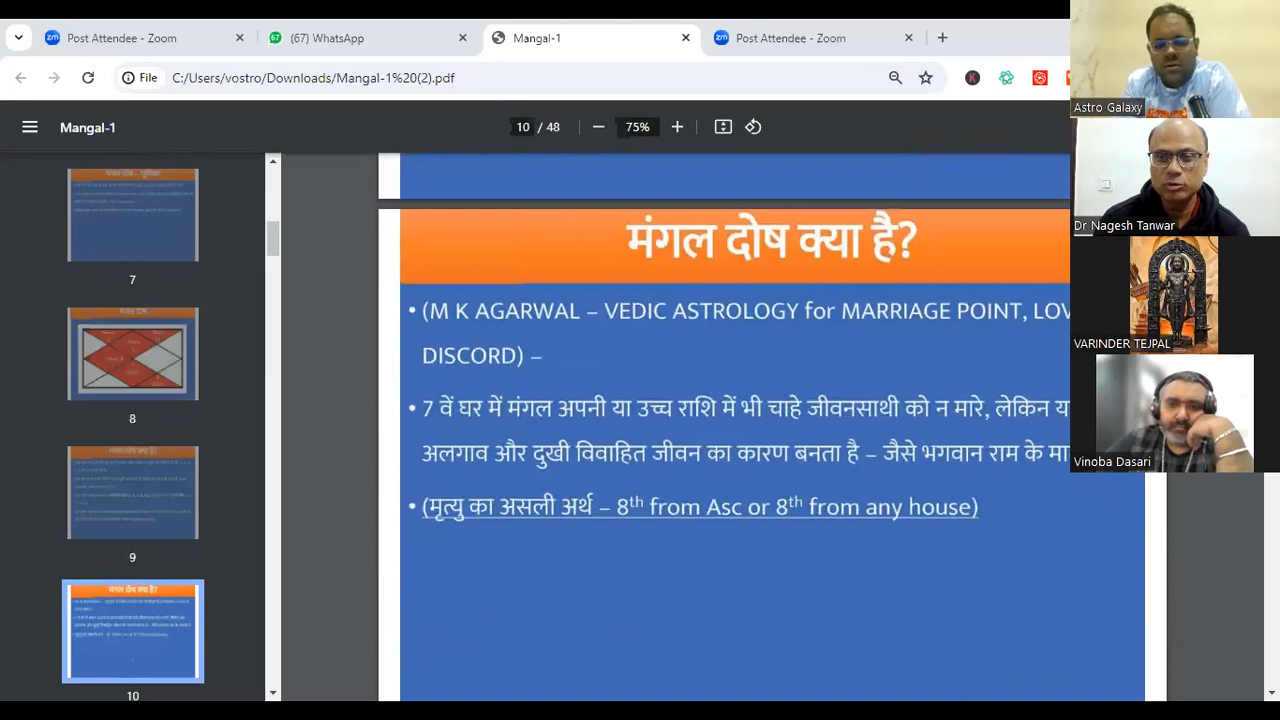 Post Attendee - Zoom
(67) WhatsApp
Mangal-1
Post Attendee - Zoom
File C:/Users/vostro/Downloads/Mangal-1%20(2).pdf
Mangal-1
10 / 48
75%
7
8
9
मंगल दोष क्या है?
10
मंगल दोष क्या है?
• (M K AGARWAL – VEDIC ASTROLOGY for MARRIAGE POINT, LOV
DISCORD) –
• 7 वें घर में मंगल अपनी या उच्च राशि में भी चाहे जीवनसाथी को न मारे, लेकिन य
अलगाव और दुखी विवाहित जीवन का कारण बनता है – जैसे भगवान राम के मा
• (मृत्यु का असली अर्थ – 8th from Asc or 8th from any house)
Astro Galaxy
Dr Nagesh Tanwar
VARINDER TEJPAL
Vinoba Dasari